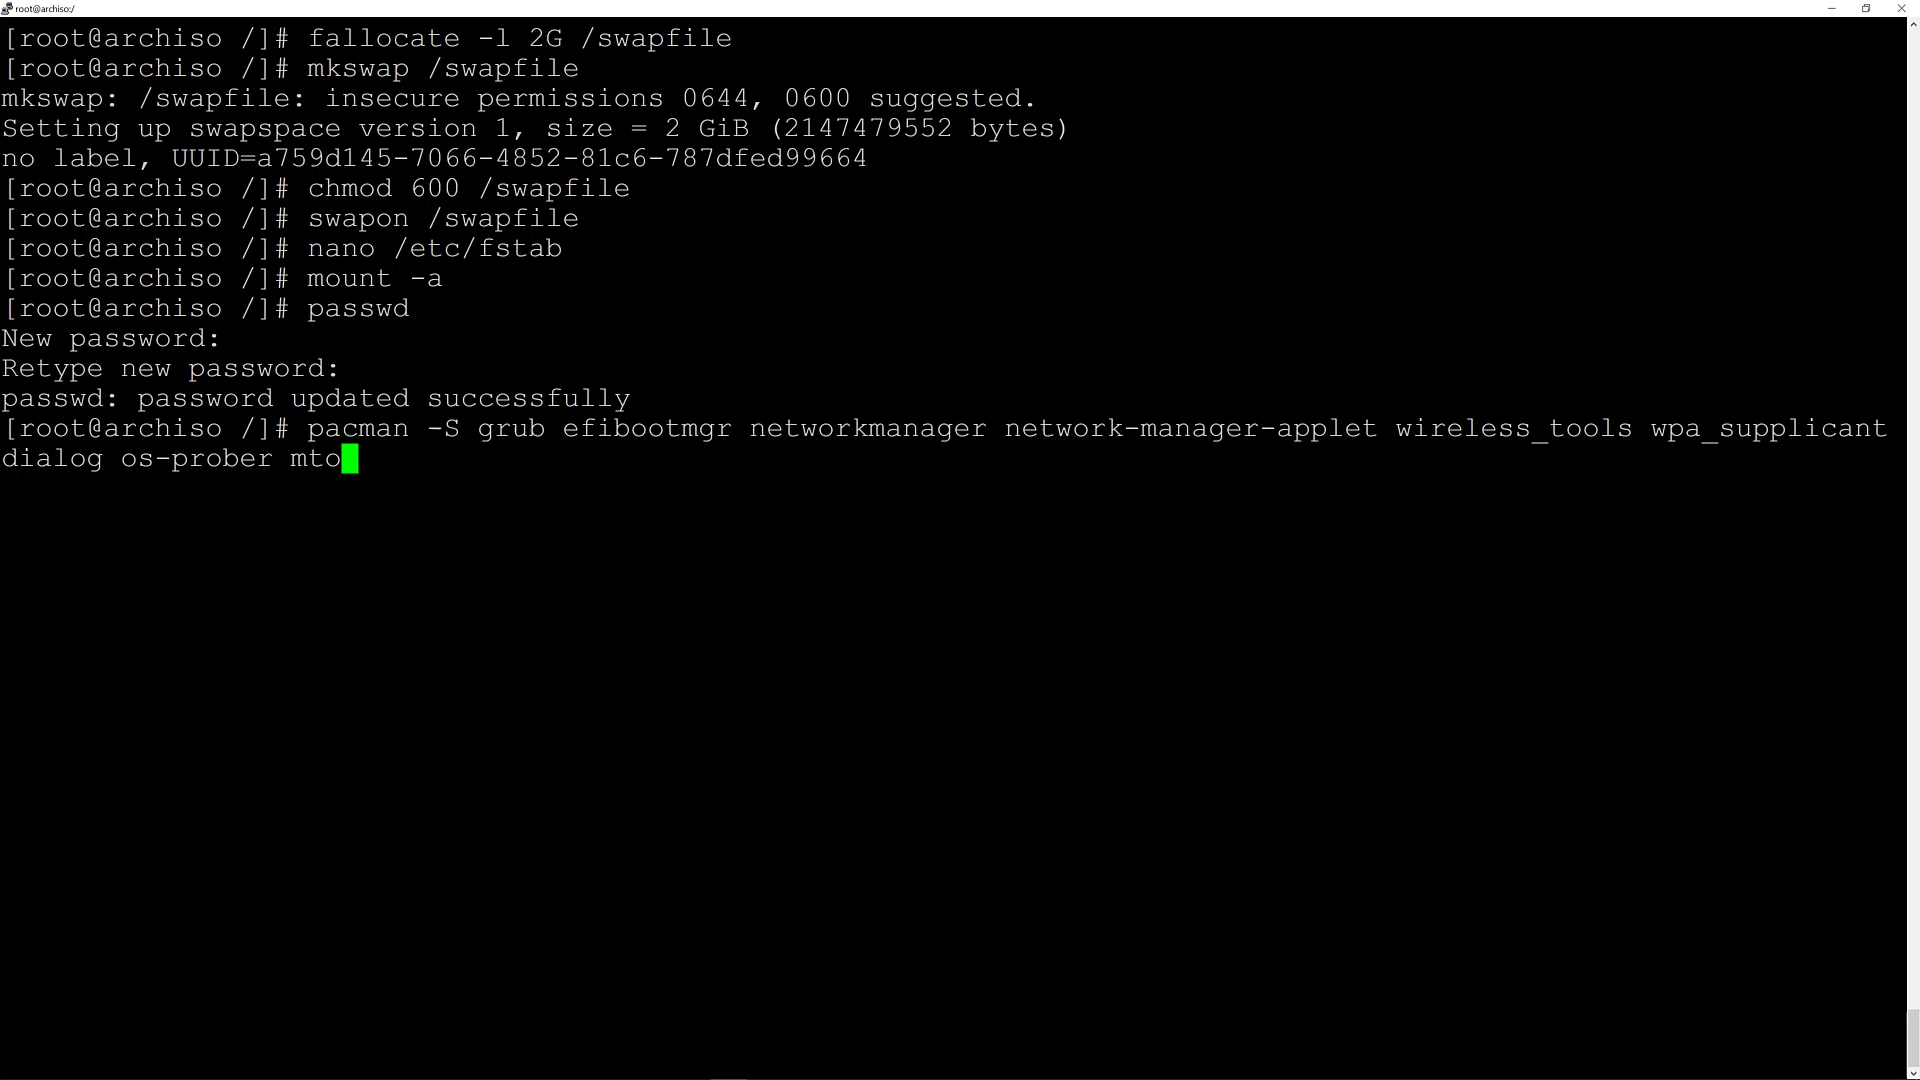 root@archiso:/
[root@archiso /]# fallocate -l 2G /swapfile
[root@archiso /]# mkswap /swapfile
mkswap: /swapfile: insecure permissions 0644, 0600 suggested.
Setting up swapspace version 1, size = 2 GiB (2147479552 bytes)
no label, UUID=a759d145-7066-4852-81c6-787dfed99664
[root@archiso /]# chmod 600 /swapfile
[root@archiso /]# swapon /swapfile
[root@archiso /]# nano /etc/fstab
[root@archiso /]# mount -a
[root@archiso /]# passwd
New password:
Retype new password:
passwd: password updated successfully
[root@archiso /]# pacman -S grub efibootmgr networkmanager network-manager-applet wireless_tools wpa_supplicant
dialog os-prober mto